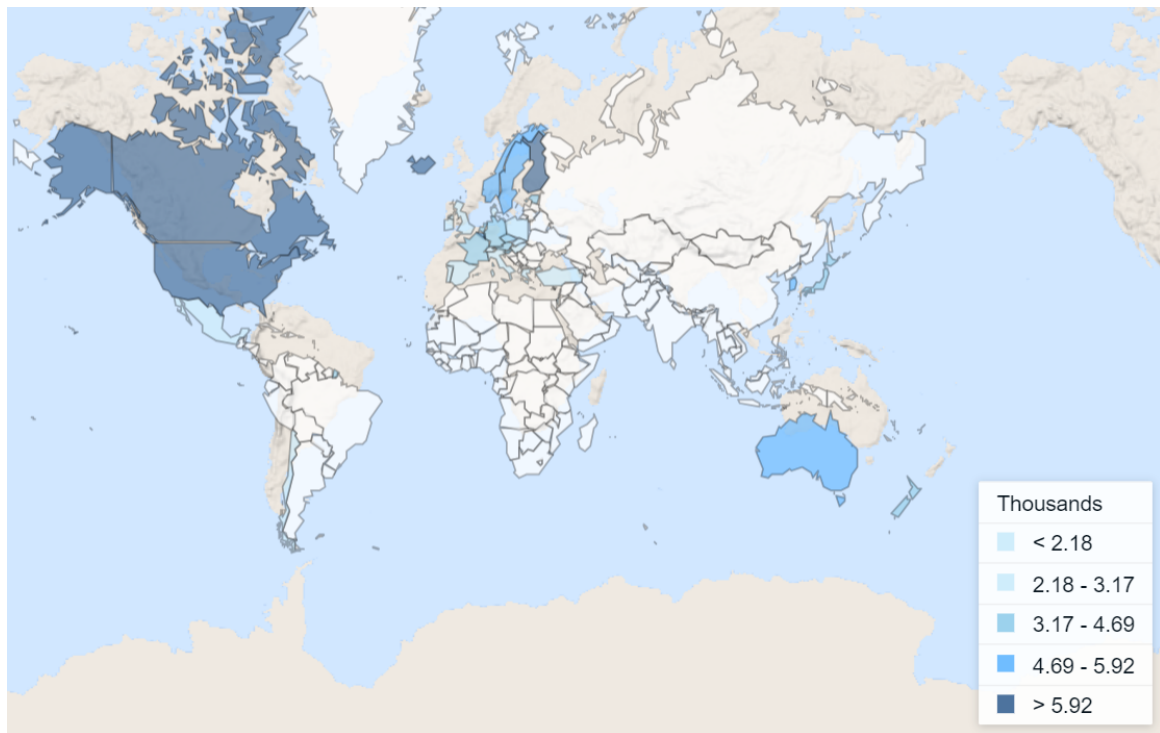 Thousands
< 2.18
2.18 - 3.17
3.17 - 4.69
4.69 - 5.92
> 5.92